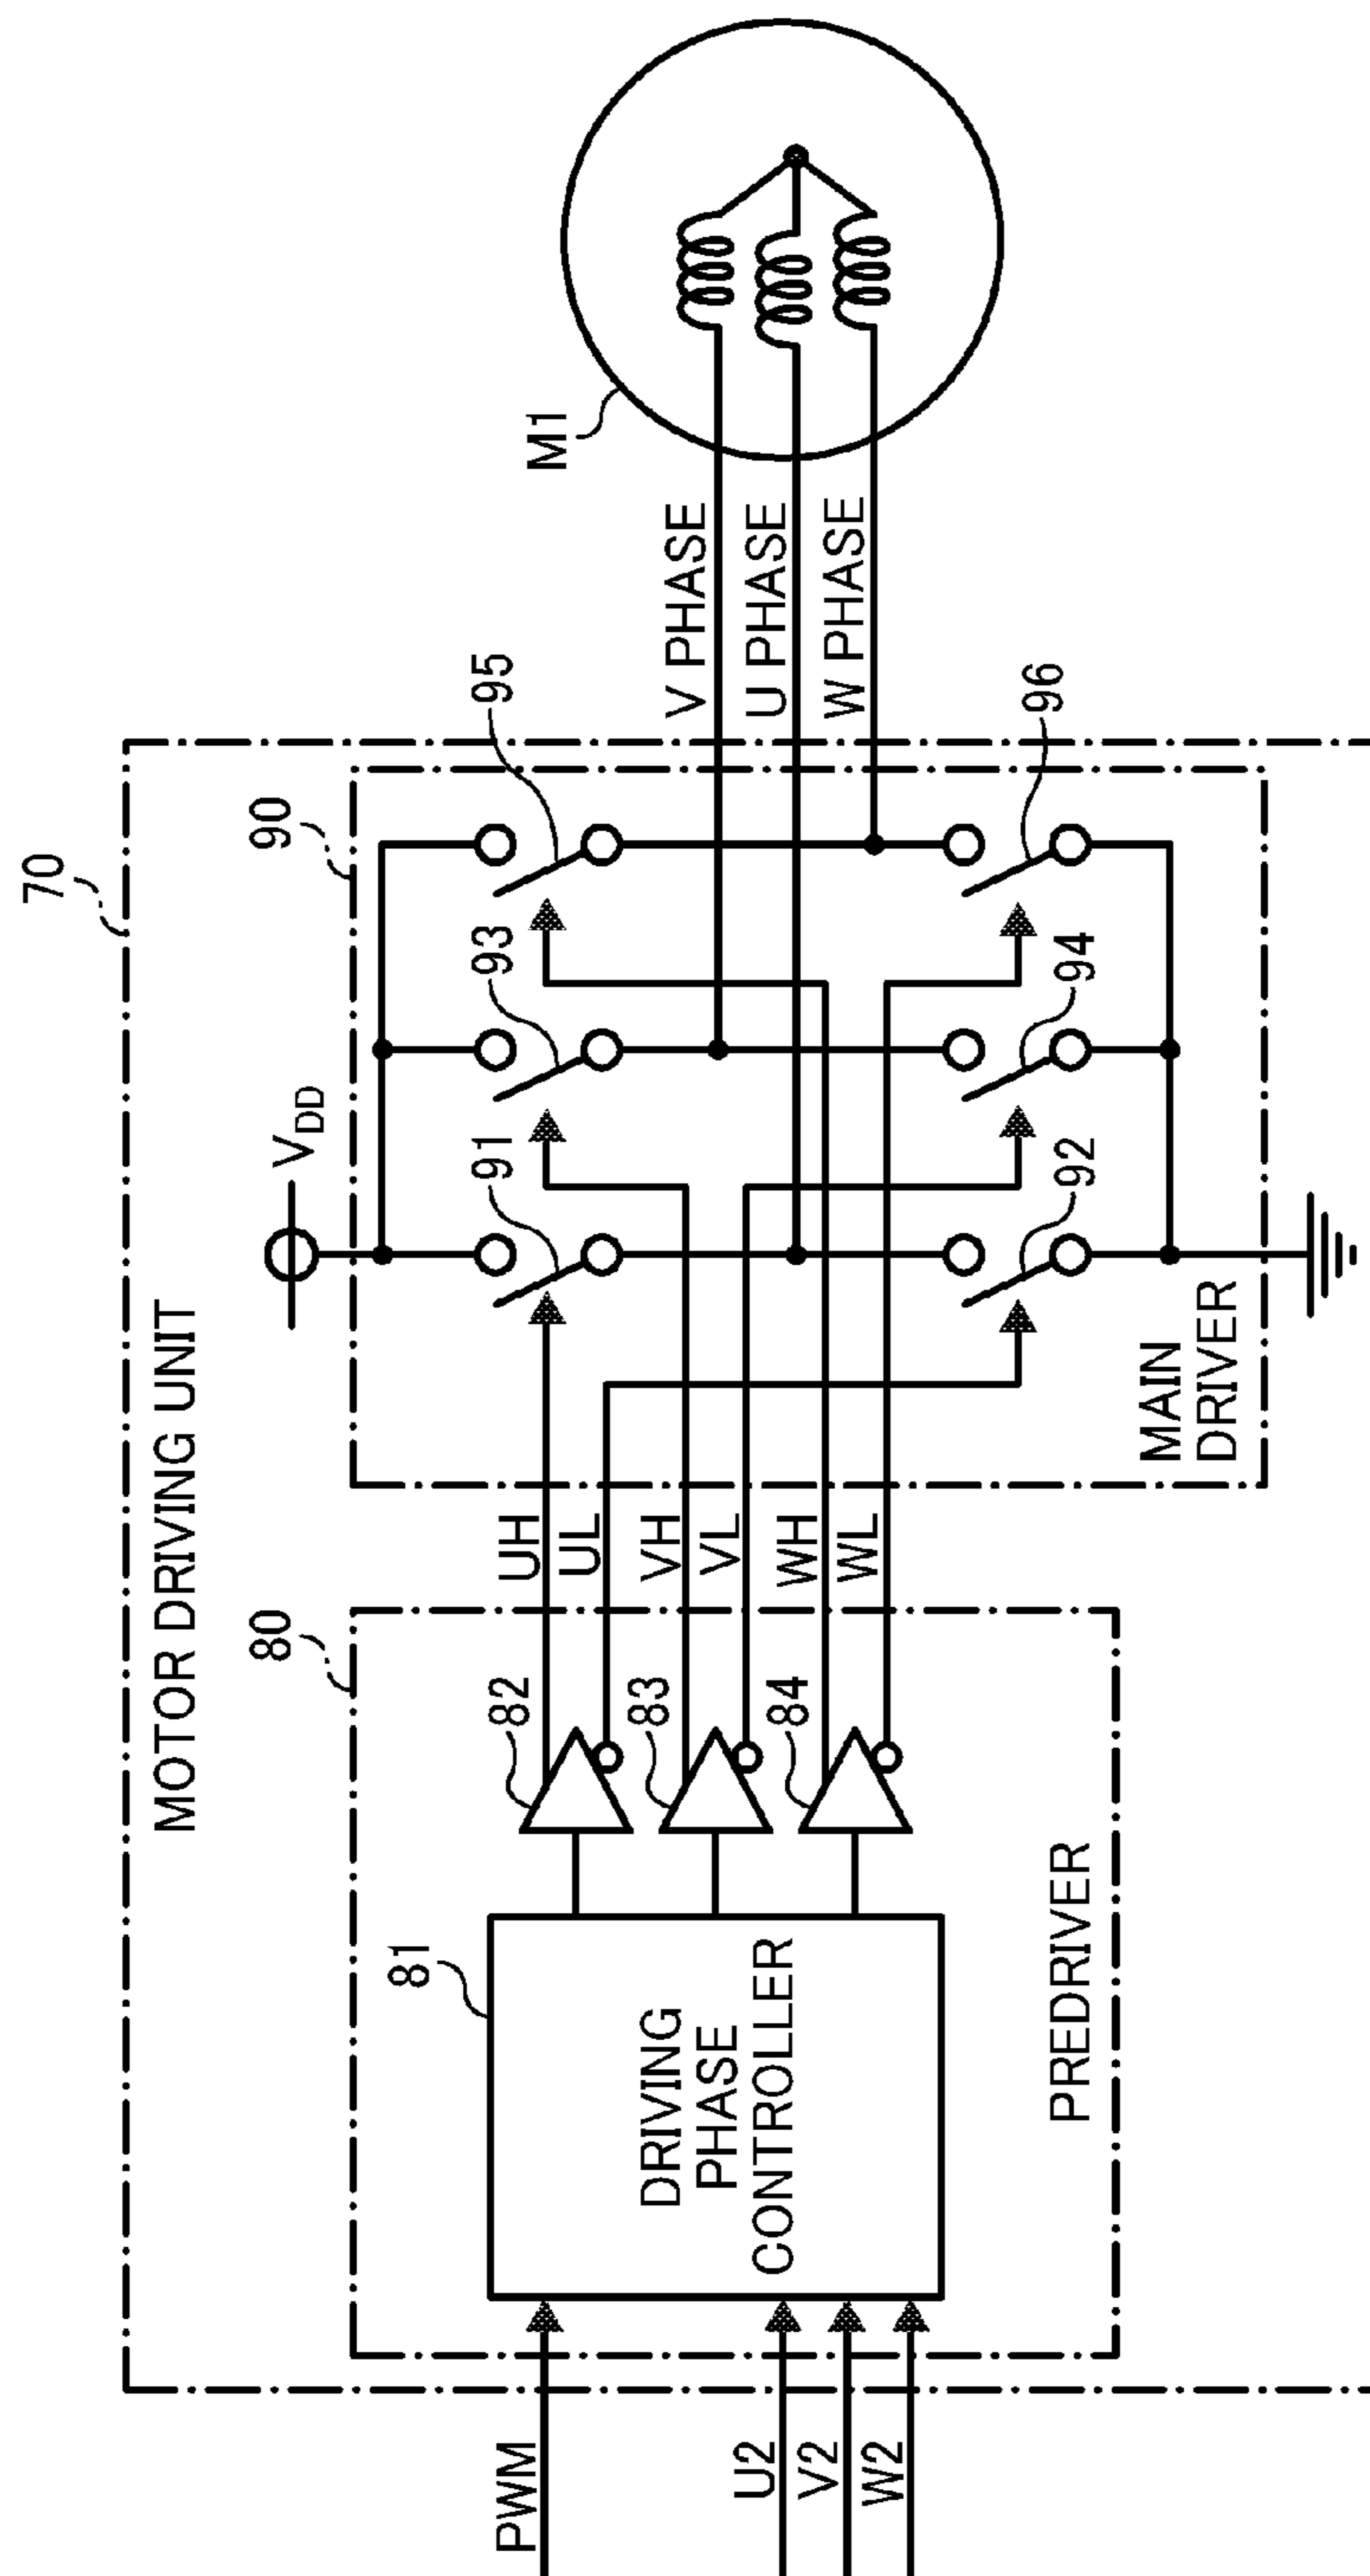 70
MOTOR DRIVING UNIT
80
90
V_DD
PWM
U2
V2
W2
81
DRIVING
PHASE
CONTROLLER
82
83
84
PREDRIVER
UH
UL
VH
VL
WH
WL
91
93
95
92
94
96
MAIN
DRIVER
V PHASE
U PHASE
W PHASE
M1